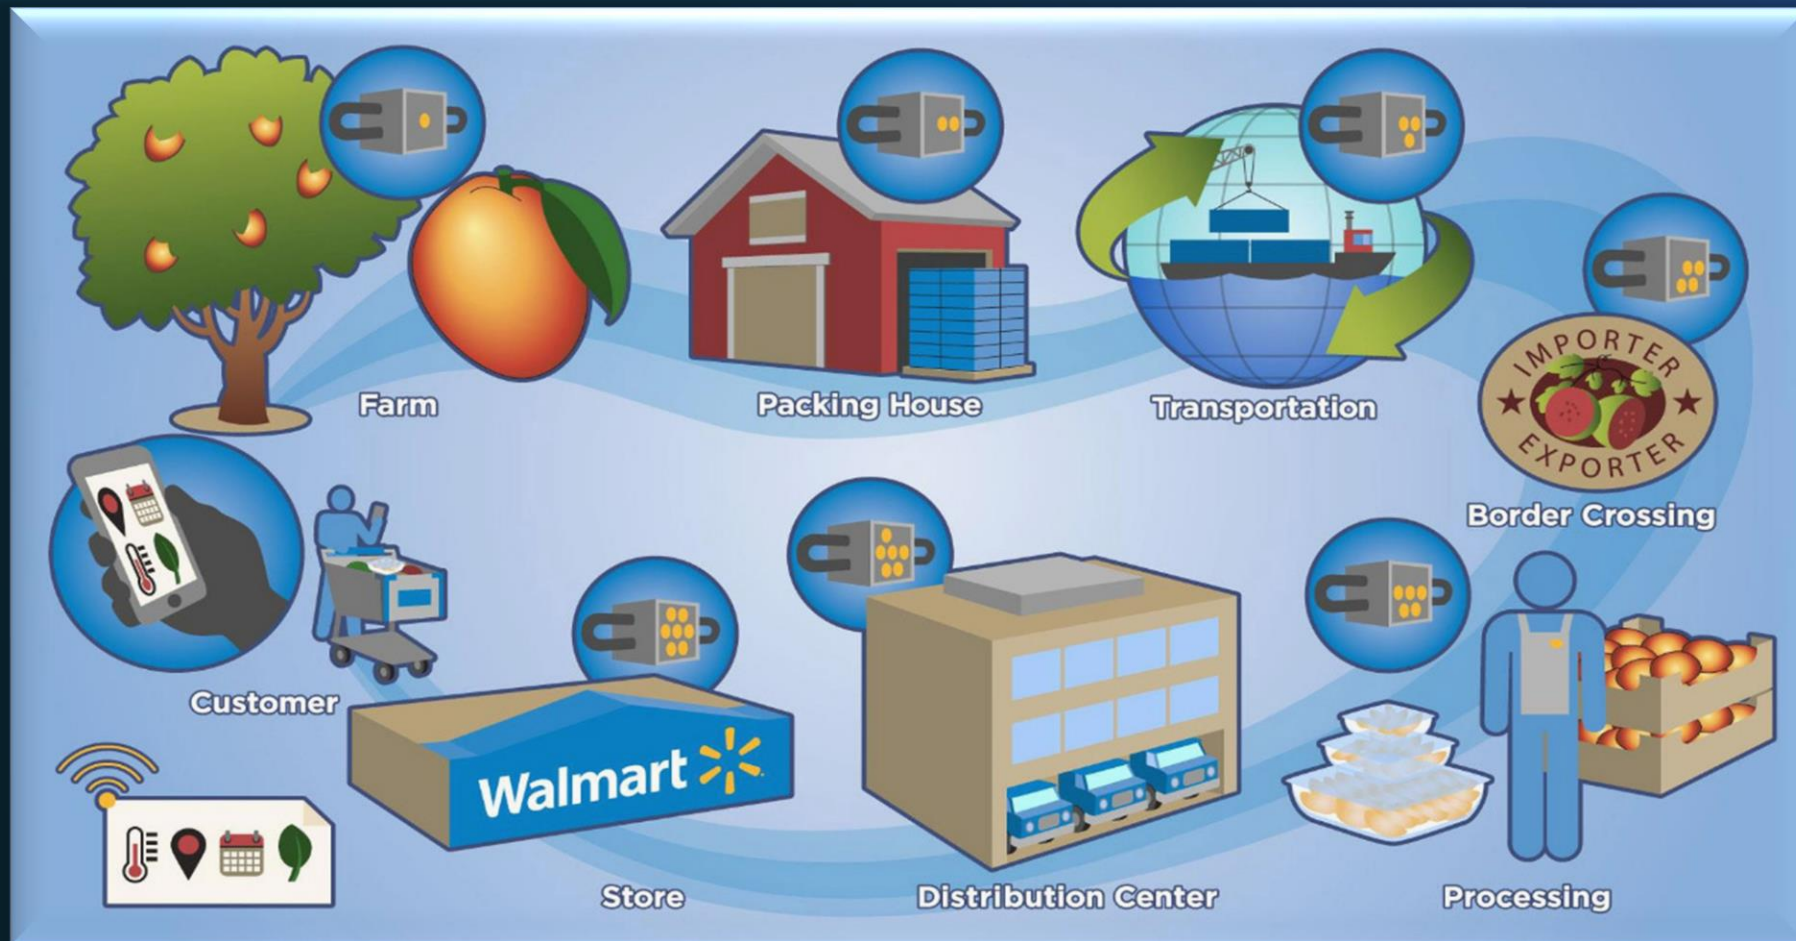 Farm
Packing House
Transportation
IMPORTER
EXPORTER
Border Crossing
Customer
Walmart
Store
Distribution Center
Processing